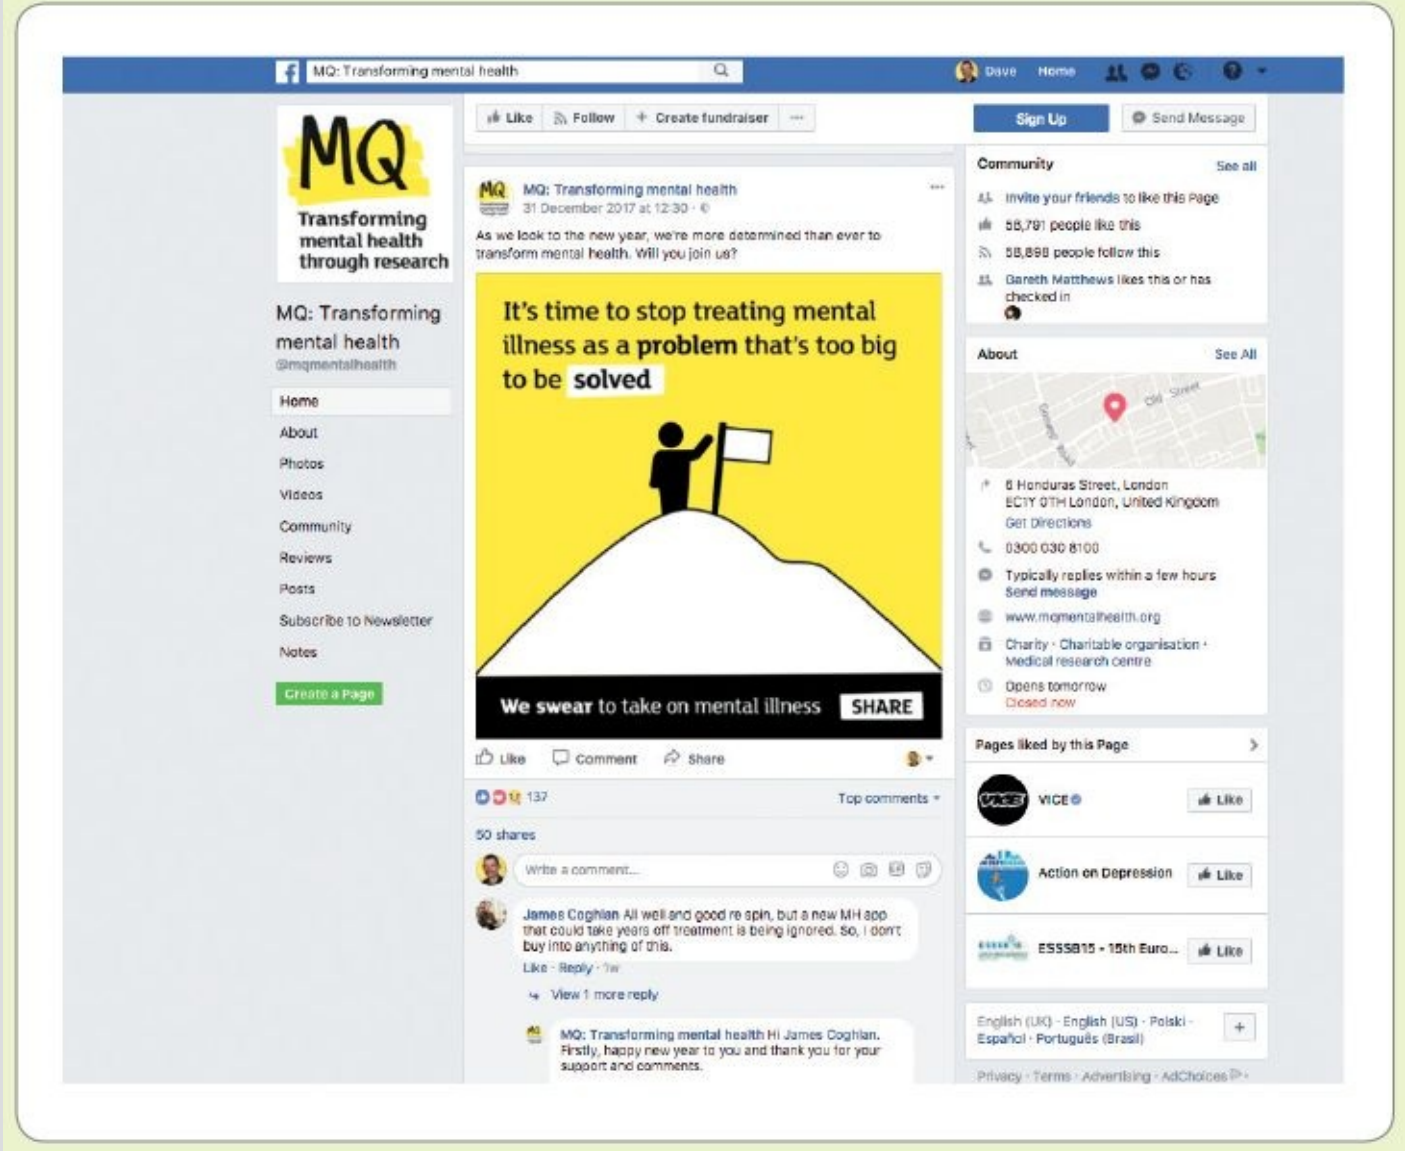 MQ: Transforming mental health
Dave Home
MQ
Transforming
mental health
through research
MQ: Transforming
mental health
@mqmentalhealth
Home
About
Photos
Videos
Community
Reviews
Posts
Subscribe to Newsletter
Notes
Create a Page
Like Follow + Create fundraiser ...
MQ
MQ: Transforming mental health
31 December 2017 at 12:30 ·
As we look to the new year, we're more determined than ever to
transform mental health. Will you join us?
It's time to stop treating mental
illness as a problem that's too big
to be solved
We swear to take on mental illness SHARE
Like Comment Share
137 Top comments
50 shares
Write a comment...
James Coghlan All well and good re spin, but a new MH app
that could take years off treatment is being ignored. So, I don't
buy into anything of this.
Like · Reply · 1w
View 1 more reply
MQ: Transforming mental health Hi James Coghlan.
Firstly, happy new year to you and thank you for your
support and comments.
Sign Up Send Message
Community See all
Invite your friends to like this Page
58,791 people like this
58,898 people follow this
Gareth Matthews likes this or has
checked in
About See All
Old Street
Road
6 Honduras Street, London
EC1Y 0TH London, United Kingdom
Get Directions
0300 030 8100
Typically replies within a few hours
Send message
www.mqmentalhealth.org
Charity · Charitable organisation ·
Medical research centre
Opens tomorrow
Closed now
Pages liked by this Page
VICE VICE Like
Action on Depression Like
ESSSB15 - 15th Euro... Like
English (UK) · English (US) · Polski ·
Español · Português (Brasil) +
Privacy · Terms · Advertising · AdChoices ·